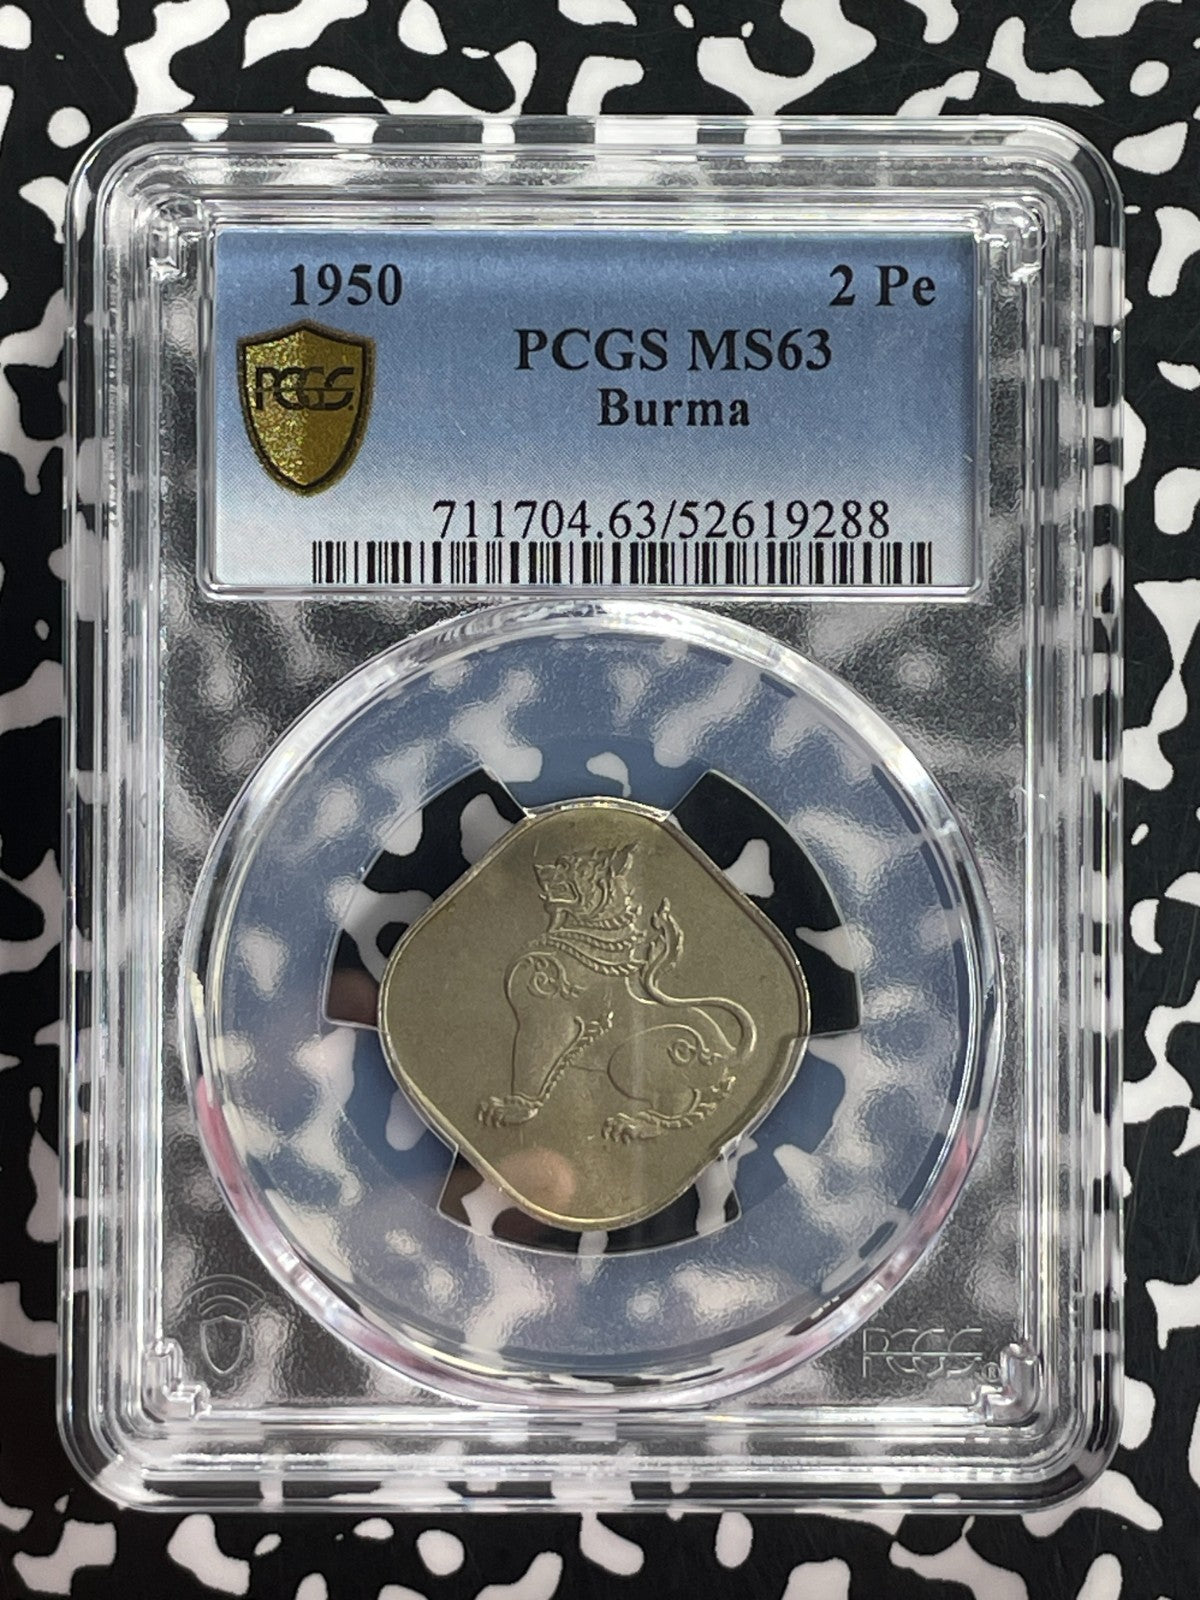 1950 2 Pe
PCGS MS63
PCGS
Burma
711704.63/52619288
PCGS